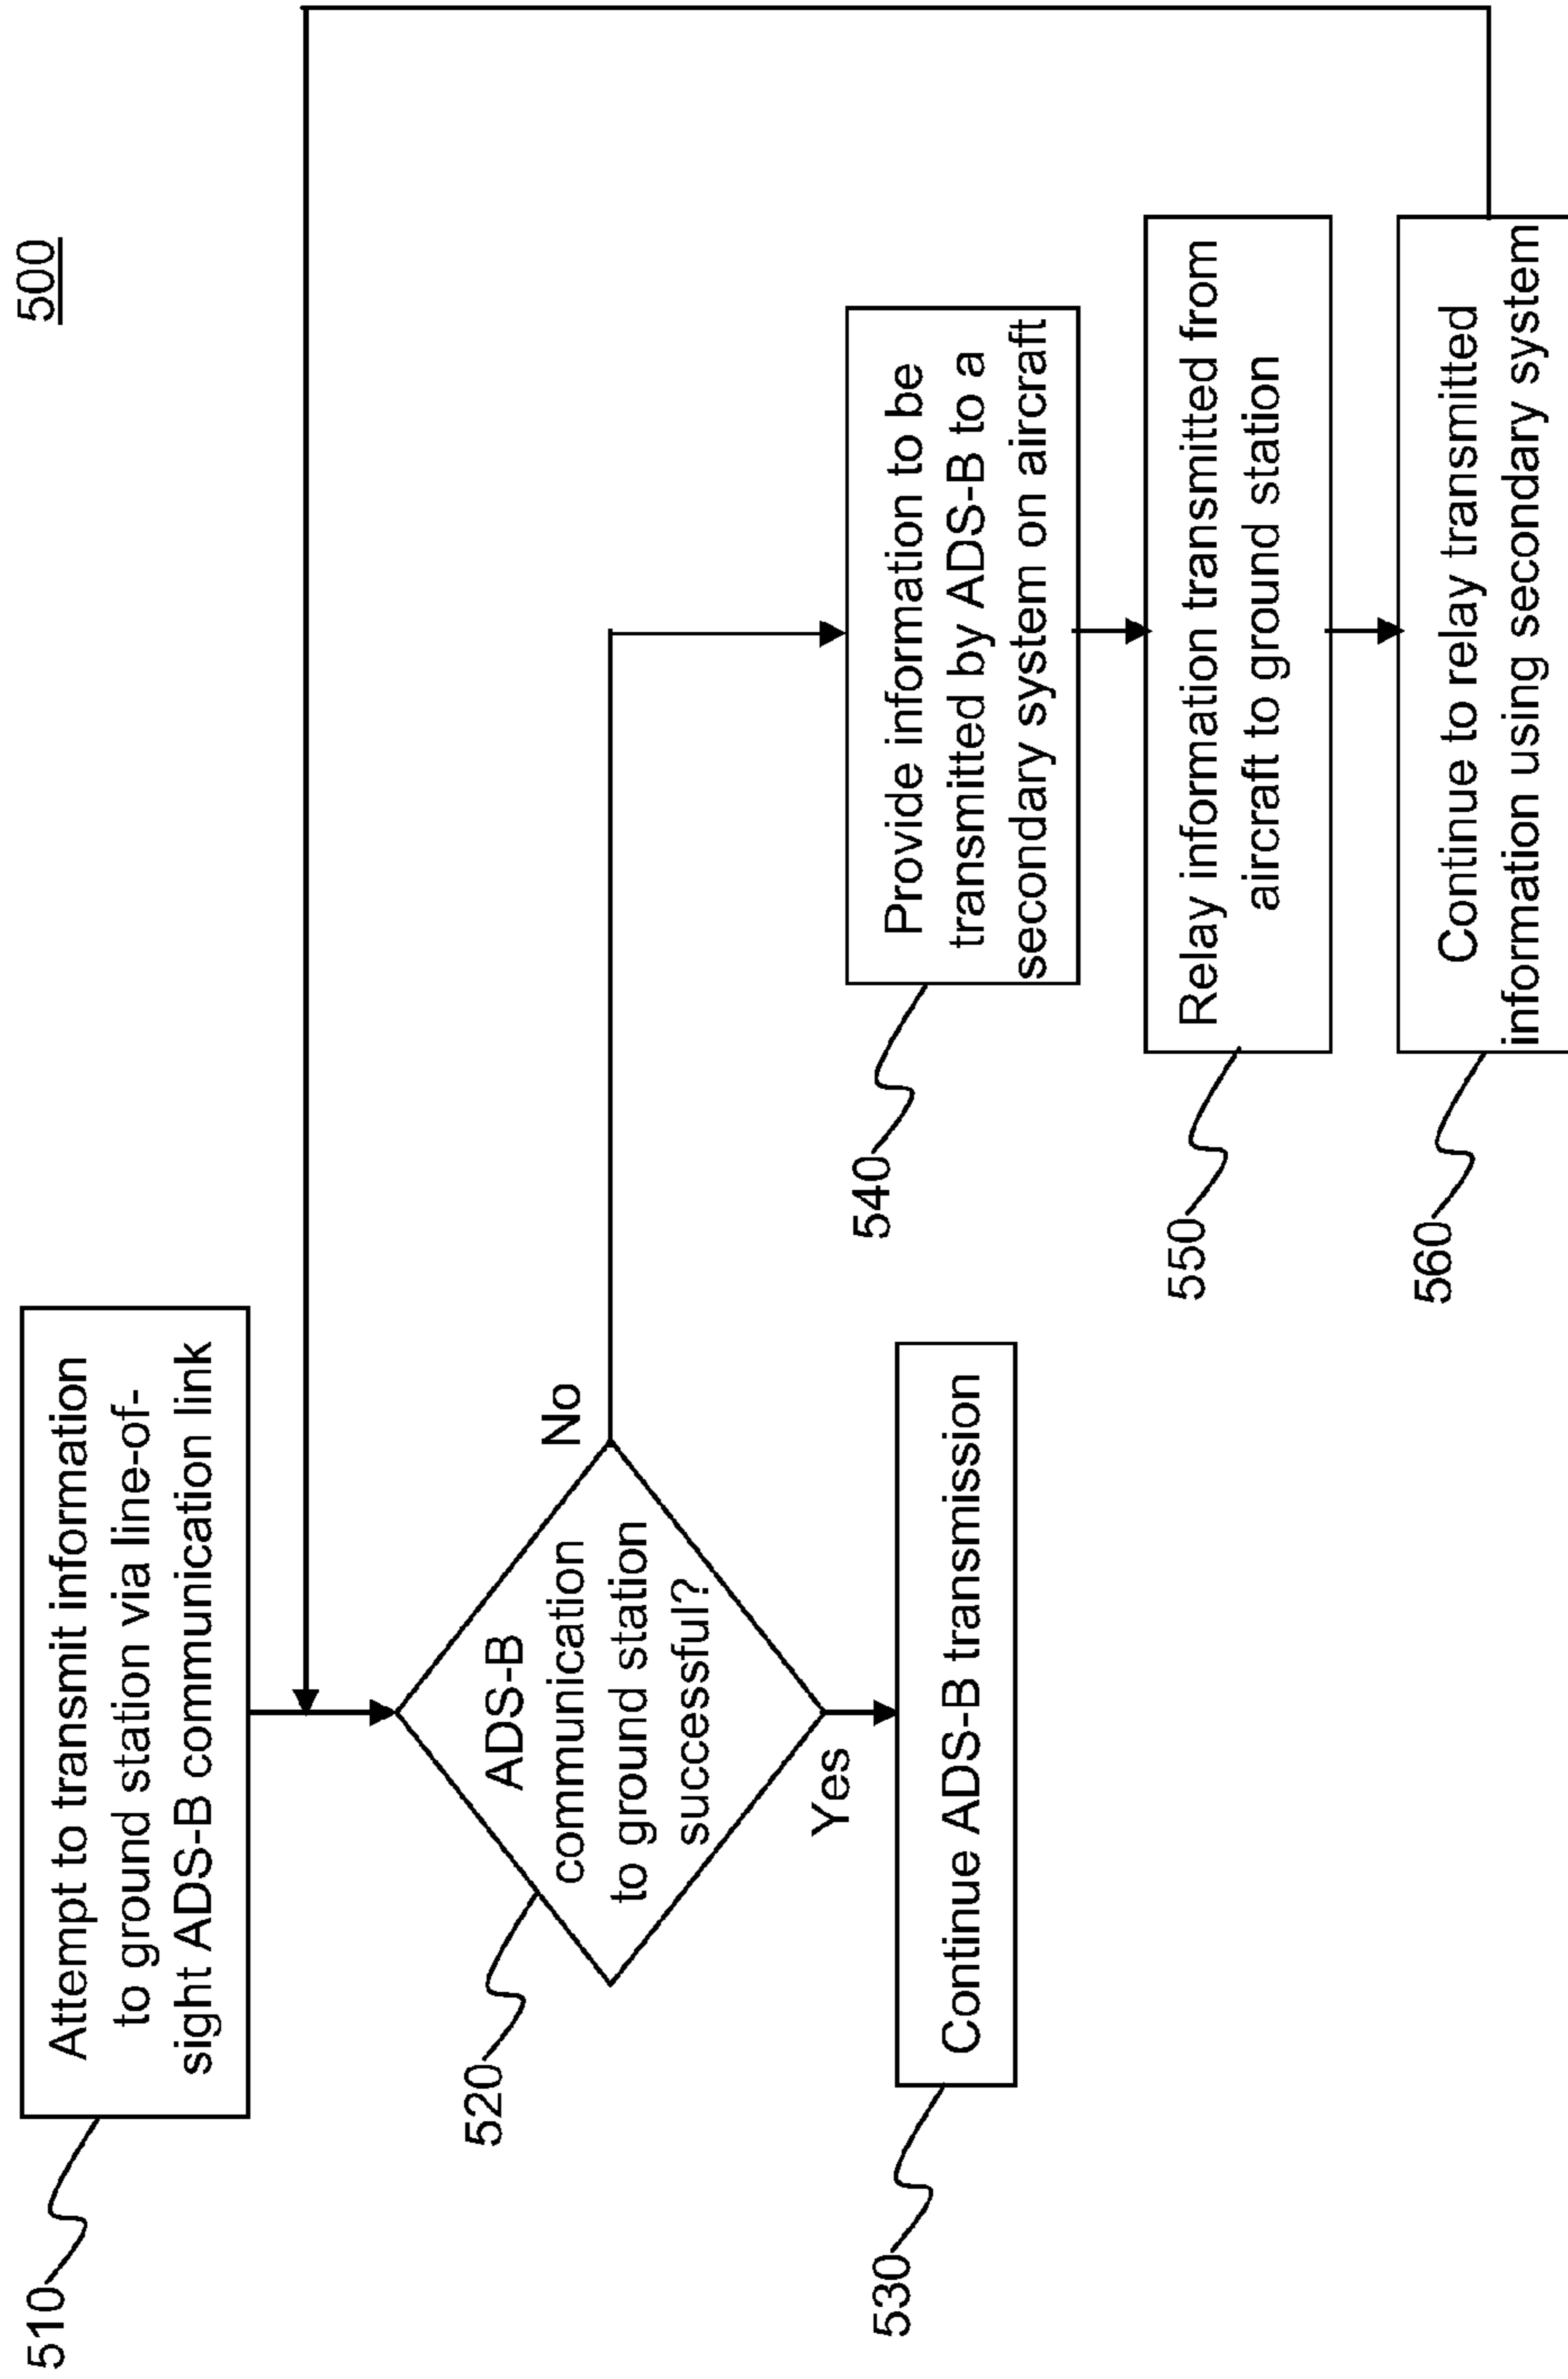 500
510
Attempt to transmit information
to ground station via line-of-
sight ADS-B communication link
520
ADS-B
communication
to ground station
successful?
No
Yes
530
Continue ADS-B transmission
540
Provide information to be
transmitted by ADS-B to a
secondary system on aircraft
550
Relay information transmitted from
aircraft to ground station
560
Continue to relay transmitted
information using secondary system